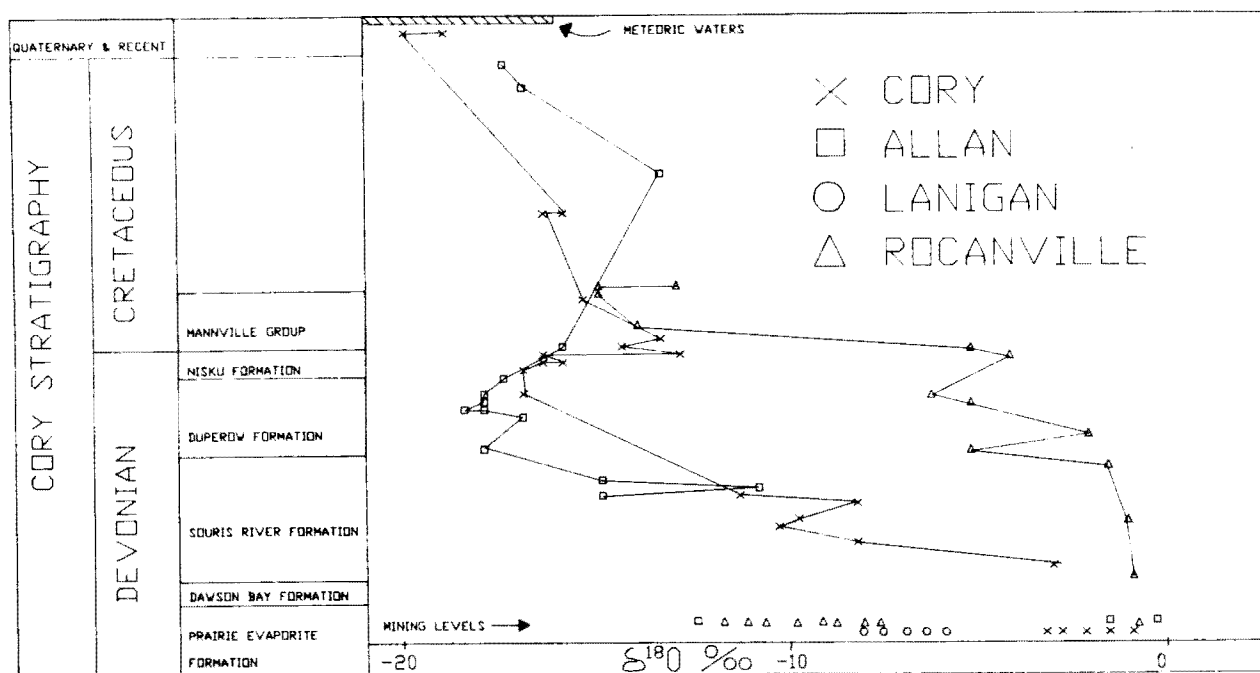 METEORIC WATERS
QUATERNARY & RECENT
CORY STRATIGRAPHY
CRETACEOUS
DEVONIAN
MANNVILLE GROUP
NISKU FORMATION
DUPEROW FORMATION
SOURIS RIVER FORMATION
DAWSON BAY FORMATION
PRAIRIE EVAPORITE
FORMATION
CORY
ALLAN
LANIGAN
ROCANVILLE
MINING LEVELS
-20
δ18O ‰
-10
0